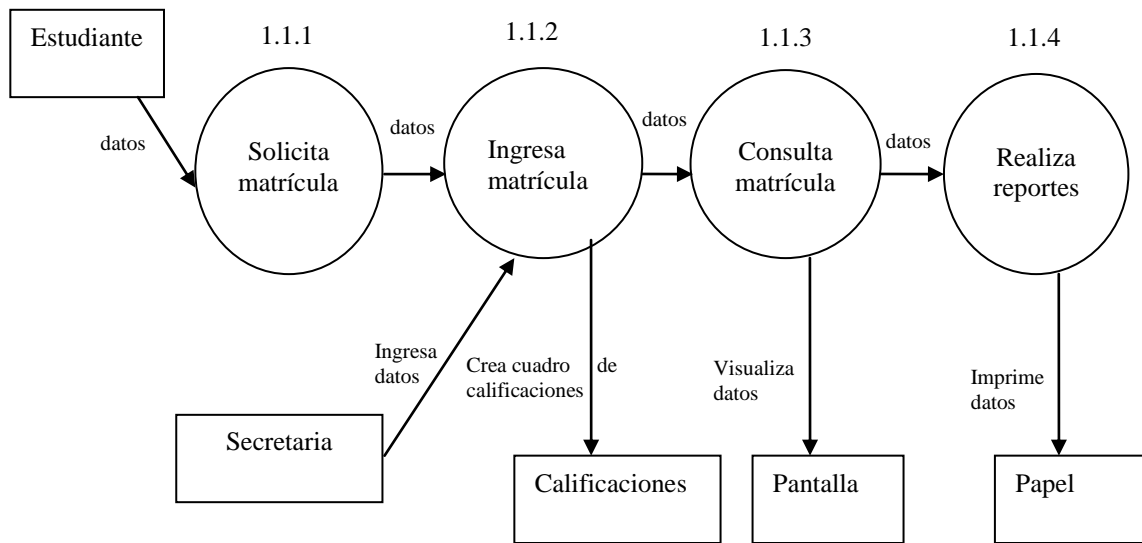 Estudiante
1.1.1
1.1.2
1.1.3
1.1.4
datos
Solicita
matrícula
datos
Ingresa
matrícula
datos
Consulta
matrícula
datos
Realiza
reportes
Ingresa
datos
Crea cuadro de
calificaciones
Visualiza
datos
Imprime
datos
Secretaria
Calificaciones
Pantalla
Papel